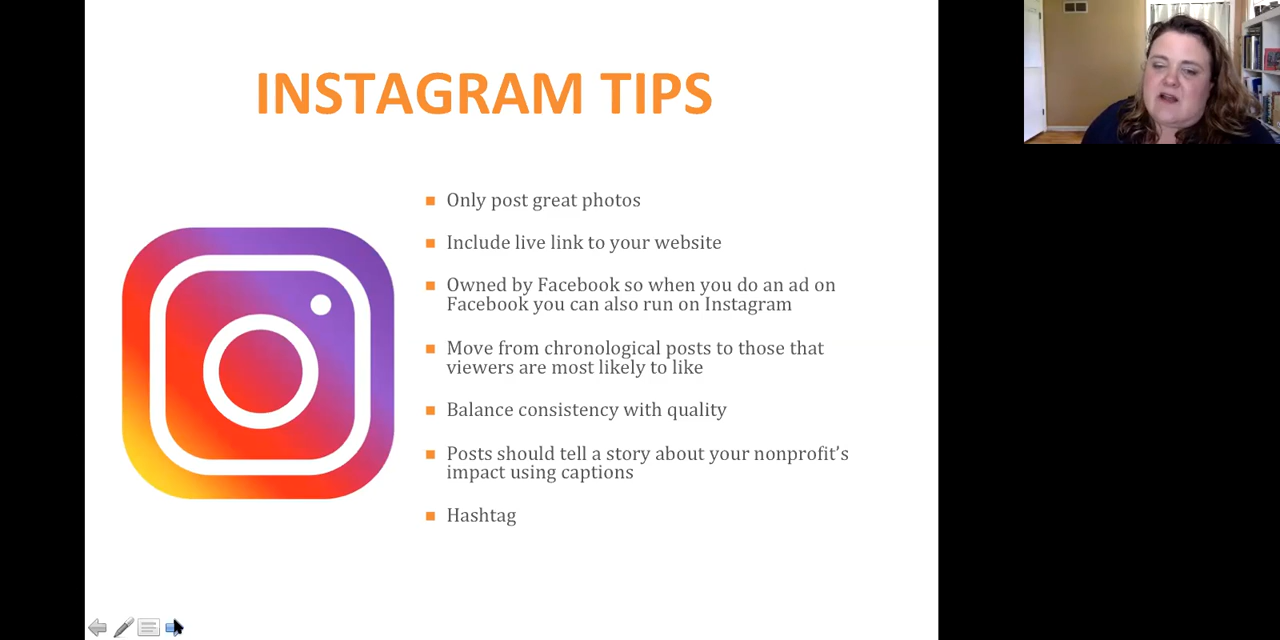 INSTAGRAM TIPS
Only post great photos
Include live link to your website
Owned by Facebook so when you do an ad on
Facebook you can also run on Instagram
Move from chronological posts to those that
viewers are most likely to like
Balance consistency with quality
Posts should tell a story about your nonprofit’s
impact using captions
Hashtag